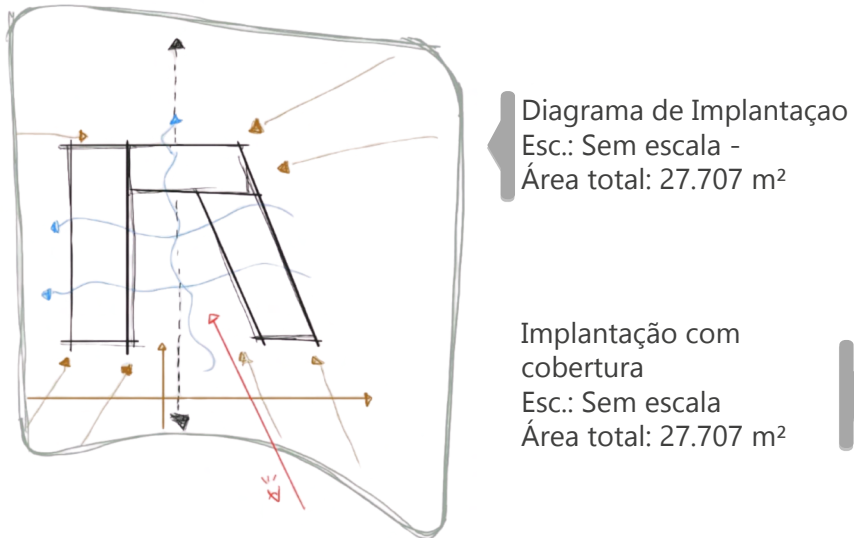 Diagrama de Implantaçao
Esc.: Sem escala -
Área total: 27.707 m²
Implantação com
cobertura
Esc.: Sem escala
Área total: 27.707 m²